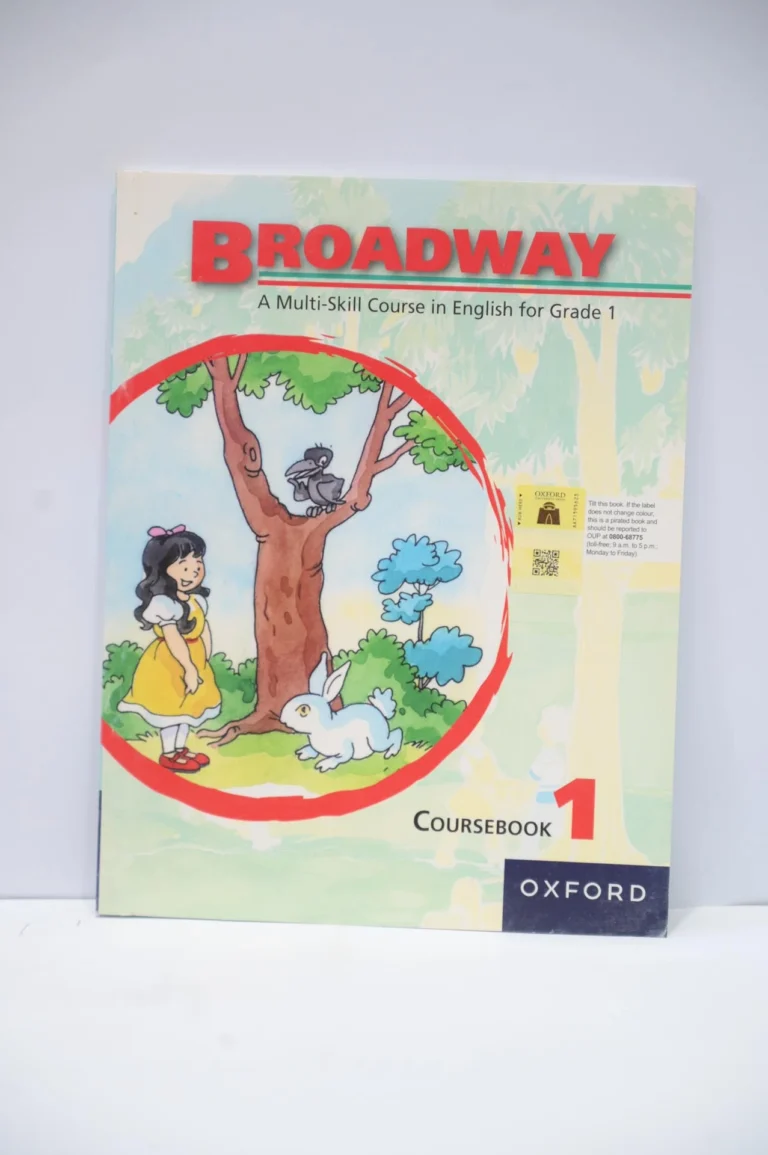 BROADWAY
A Multi-Skill Course in English for Grade 1
OXFORD
Tilt this book. If the label
does not change colour,
this is a pirated book and
should be reported to
OUP at 0800-68775
(toll-free; 9 a.m. to 5 p.m.,
Monday to Friday)
COURSEBOOK 1
OXFORD